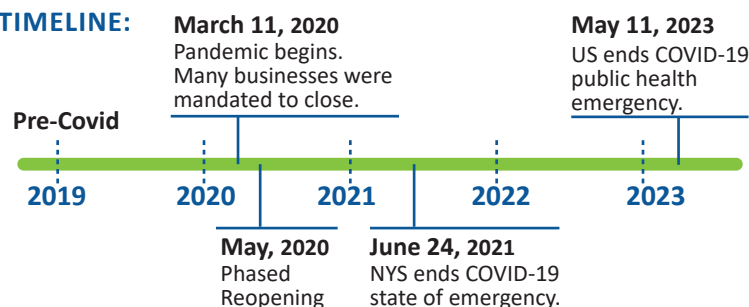 TIMELINE:
March 11, 2020
Pandemic begins.
Many businesses were
mandated to close.
May 11, 2023
US ends COVID-19
public health
emergency.
Pre-Covid
2019
2020
2021
2022
2023
May, 2020
Phased
Reopening
June 24, 2021
NYS ends COVID-19
state of emergency.